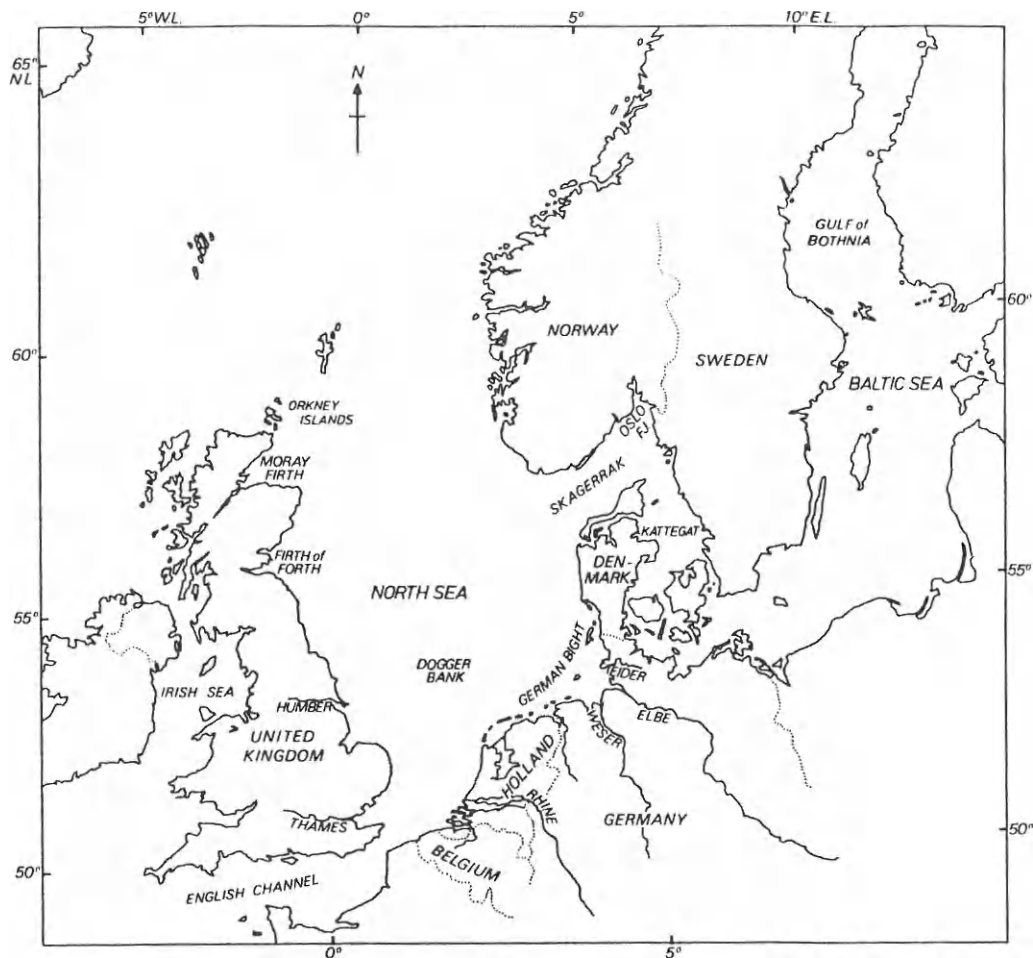 5° W.L.
0°
5°
10° E.L.
65°
N L
N
GULF of
BOTHNIA
60°
NORWAY
60°
SWEDEN
BALTIC SEA
ORKNEY
ISLANDS
OSLO
FJ
MORAY
FIRTH
SKAGERRAK
KATTEGAT
FIRTH of
FORTH
DEN-
MARK
55°
NORTH SEA
55°
GERMAN BIGHT
DOGGER
BANK
EIDER
IRISH SEA
HUMBER
ELBE
WESER
UNITED
KINGDOM
HOLLAND
RHINE
GERMANY
THAMES
50°
BELGIUM
50°
ENGLISH CHANNEL
0°
5°